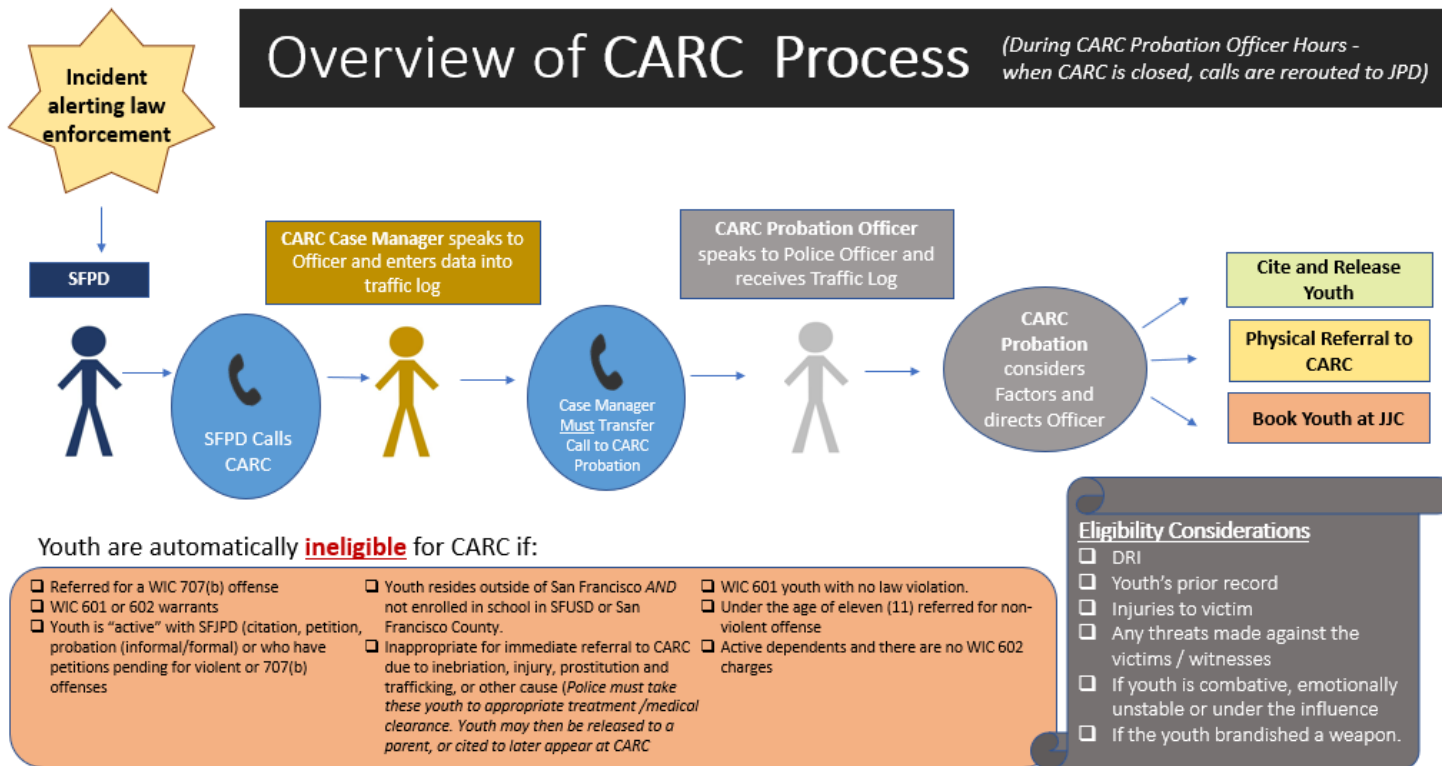 Incident
alerting law
enforcement
Overview of CARC Process
(During CARC Probation Officer Hours -
when CARC is closed, calls are rerouted to JPD)
SFPD
CARC Case Manager speaks to
Officer and enters data into
traffic log
CARC Probation Officer
speaks to Police Officer and
receives Traffic Log
SFPD Calls
CARC
Case Manager
Must Transfer
Call to CARC
Probation
CARC
Probation
considers
Factors and
directs Officer
Cite and Release
Youth
Physical Referral to
CARC
Book Youth at JJC
Youth are automatically ineligible for CARC if:
❑ Referred for a WIC 707(b) offense
❑ WIC 601 or 602 warrants
❑ Youth is “active” with SFJPD (citation, petition,
probation (informal/formal) or who have
petitions pending for violent or 707(b)
offenses
❑ Youth resides outside of San Francisco AND
not enrolled in school in SFUSD or San
Francisco County.
❑ Inappropriate for immediate referral to CARC
due to inebriation, injury, prostitution and
trafficking, or other cause (Police must take
these youth to appropriate treatment /medical
clearance. Youth may then be released to a
parent, or cited to later appear at CARC
❑ WIC 601 youth with no law violation.
❑ Under the age of eleven (11) referred for non-
violent offense
❑ Active dependents and there are no WIC 602
charges
Eligibility Considerations
❑ DRI
❑ Youth’s prior record
❑ Injuries to victim
❑ Any threats made against the
victims / witnesses
❑ If youth is combative, emotionally
unstable or under the influence
❑ If the youth brandished a weapon.